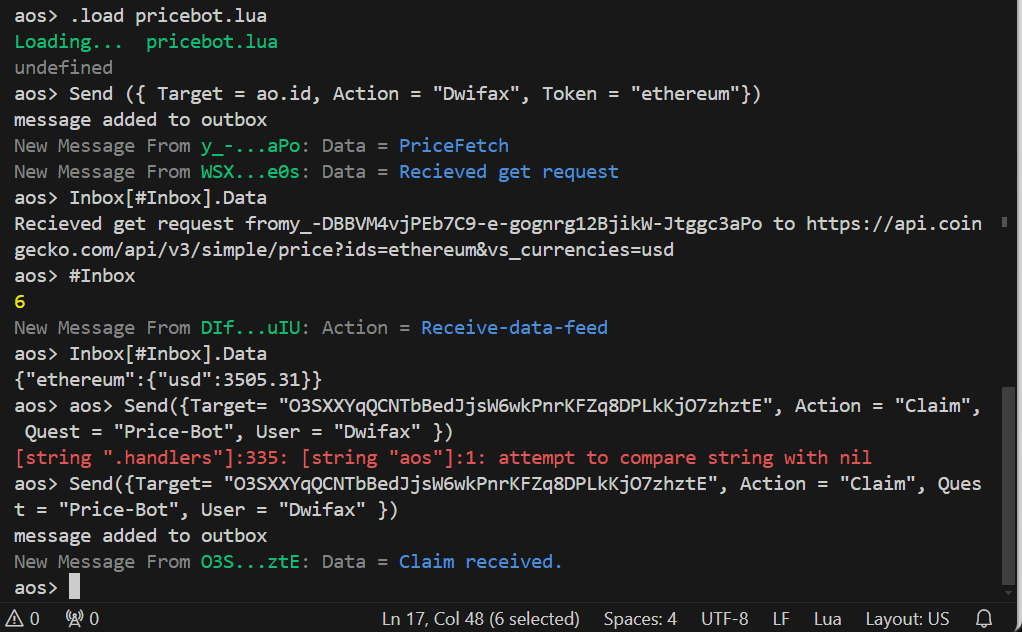 aos> .load pricebot.lua
Loading...  pricebot.lua
undefined
aos> Send ({ Target = ao.id, Action = "Dwifax", Token = "ethereum"})
message added to outbox
New Message From y_-...aPo: Data = PriceFetch
New Message From WSX...e0s: Data = Recieved get request
aos> Inbox[#Inbox].Data
Recieved get request fromy_-DBBVM4vjPEb7C9-e-gognrg12BjikW-Jtggc3aPo to https://api.coin
gecko.com/api/v3/simple/price?ids=ethereum&vs_currencies=usd
aos> #Inbox
6
New Message From DIf...uIU: Action = Receive-data-feed
aos> Inbox[#Inbox].Data
{"ethereum":{"usd":3505.31}}
aos> aos> Send({Target= "O3SXXYqQCNTbBedJjsW6wkPnrKFZq8DPLkKjO7zhztE", Action = "Claim",
 Quest = "Price-Bot", User = "Dwifax" })
[string ".handlers"]:335: [string "aos"]:1: attempt to compare string with nil
aos> Send({Target= "O3SXXYqQCNTbBedJjsW6wkPnrKFZq8DPLkKjO7zhztE", Action = "Claim", Ques
t = "Price-Bot", User = "Dwifax" })
message added to outbox
New Message From O3S...ztE: Data = Claim received.
aos>
0 0 Ln 17, Col 48 (6 selected) Spaces: 4 UTF-8 LF Lua Layout: US